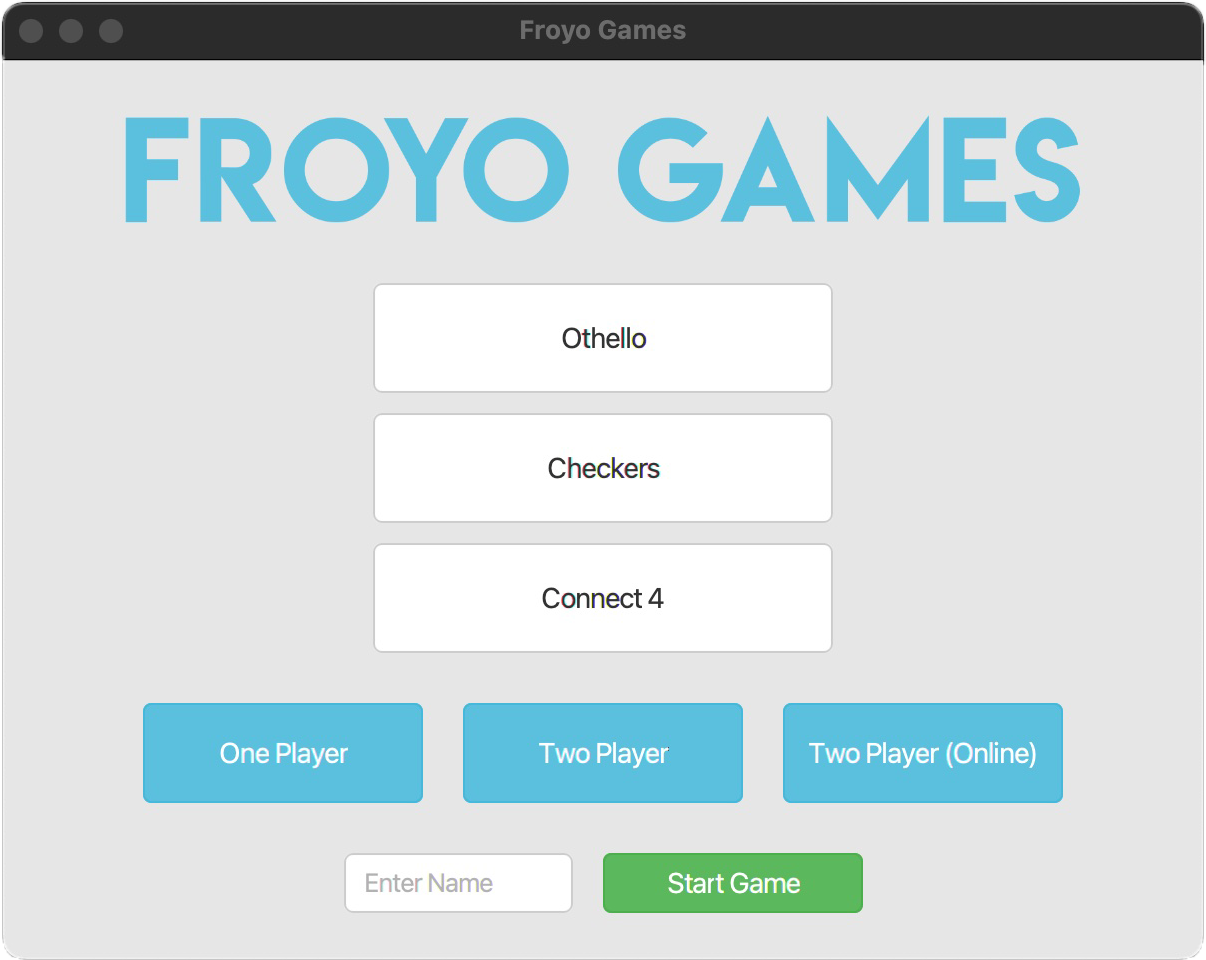 Froyo Games
FROYO GAMES
Othello
Checkers
Connect 4
One Player
Two Player
Two Player (Online)
Enter Name
Start Game